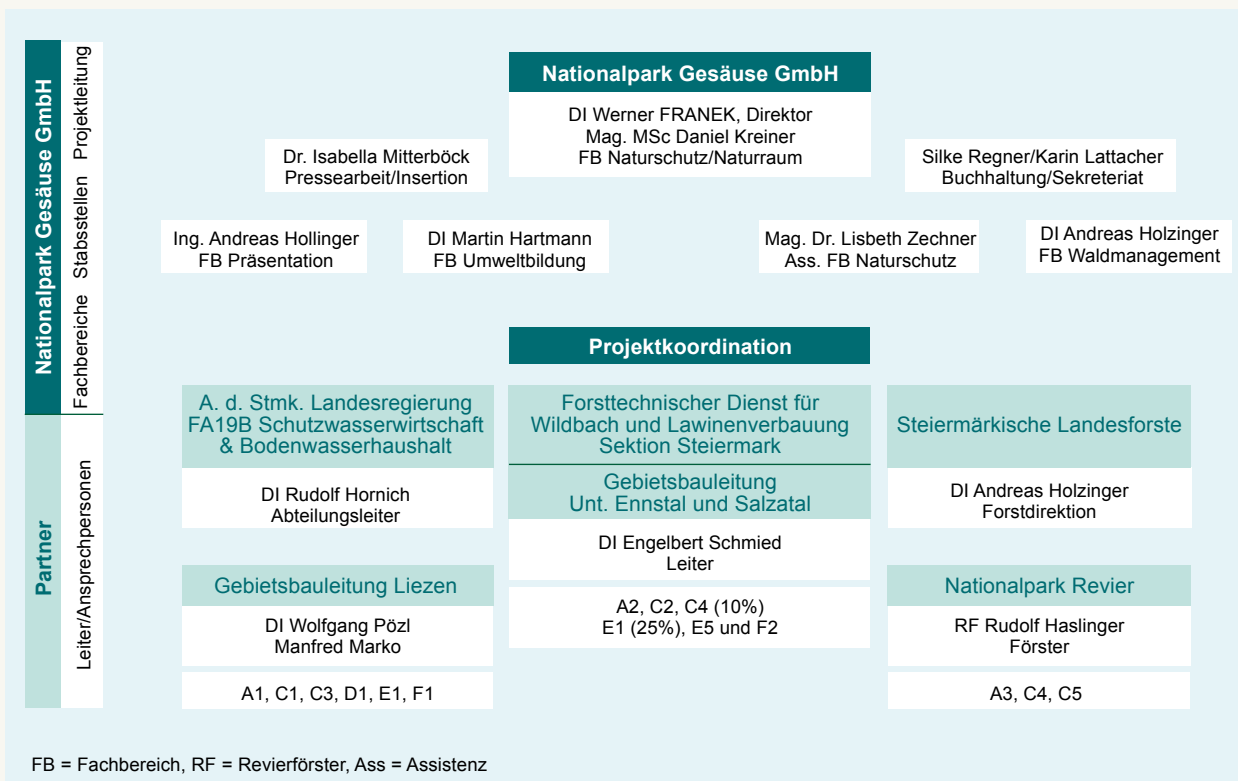 Nationalpark Gesäuse GmbH
Fachbereiche Stabsstellen Projektleitung
Nationalpark Gesäuse GmbH
DI Werner FRANEK, Direktor
Mag. MSc Daniel Kreiner
FB Naturschutz/Naturraum
Dr. Isabella Mitterböck
Pressearbeit/Insertion
Silke Regner/Karin Lattacher
Buchhaltung/Sekreteriat
Ing. Andreas Hollinger
FB Präsentation
DI Martin Hartmann
FB Umweltbildung
Mag. Dr. Lisbeth Zechner
Ass. FB Naturschutz
DI Andreas Holzinger
FB Waldmanagement
Projektkoordination
Partner
Leiter/Ansprechpersonen
A. d. Stmk. Landesregierung
FA19B Schutzwasserwirtschaft
& Bodenwasserhaushalt
DI Rudolf Hornich
Abteilungsleiter
Gebietsbauleitung Liezen
DI Wolfgang Pözl
Manfred Marko
A1, C1, C3, D1, E1, F1
Forsttechnischer Dienst für
Wildbach und Lawinenverbauung
Sektion Steiermark
Gebietsbauleitung
Unt. Ennstal und Salzatal
DI Engelbert Schmied
Leiter
A2, C2, C4 (10%)
E1 (25%), E5 und F2
Steiermärkische Landesforste
DI Andreas Holzinger
Forstdirektion
Nationalpark Revier
RF Rudolf Haslinger
Förster
A3, C4, C5
FB = Fachbereich, RF = Revierförster, Ass = Assistenz